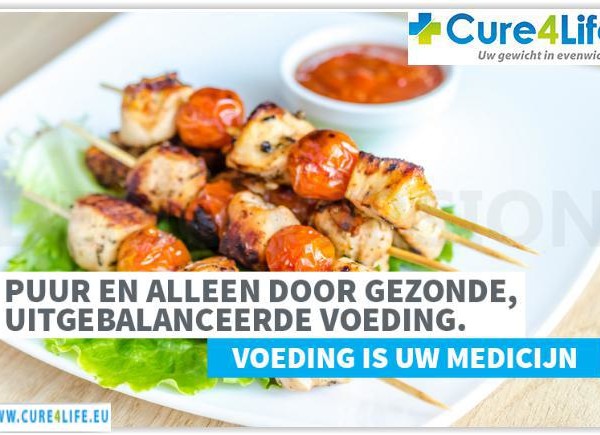 Cure4Life
Uw gewicht in evenwic
PUUR EN ALLEEN DOOR GEZONDE,
UITGEBALANCEERDE VOEDING.
VOEDING IS UW MEDICIJN
WWW.CURE4LIFE.EU